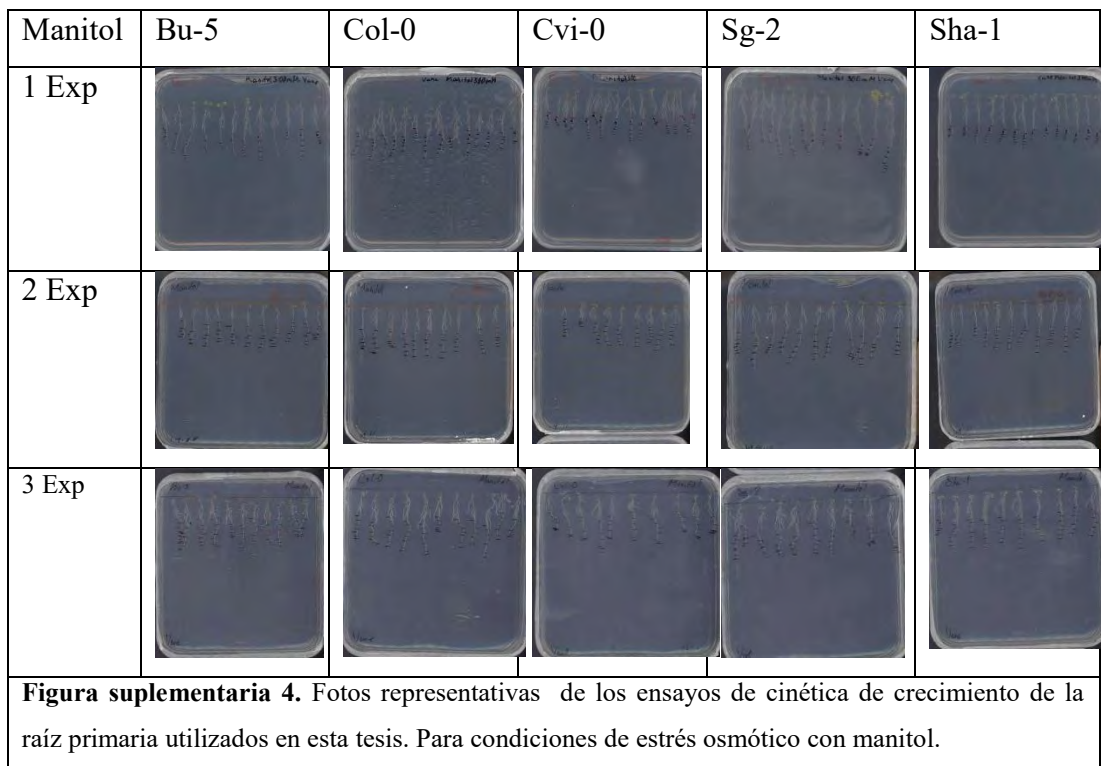 Manitol Bu-5 Col-0 Cvi-0 Sg-2 Sha-1
1 Exp
2 Exp
3 Exp
Figura suplementaria 4. Fotos representativas de los ensayos de cinética de crecimiento de la
raíz primaria utilizados en esta tesis. Para condiciones de estrés osmótico con manitol.